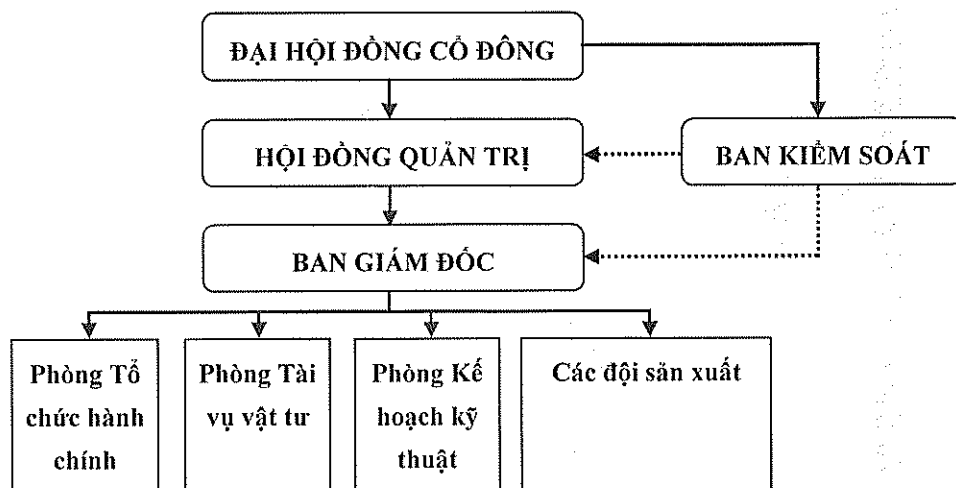 ĐẠI HỘI ĐỒNG CỔ ĐÔNG
HỘI ĐỒNG QUẢN TRỊ
BAN KIỂM SOÁT
BAN GIÁM ĐỐC
Phòng Tổ
chức hành
chính
Phòng Tài
vụ vật tư
Phòng Kế
hoạch kỹ
thuật
Các đội sản xuất